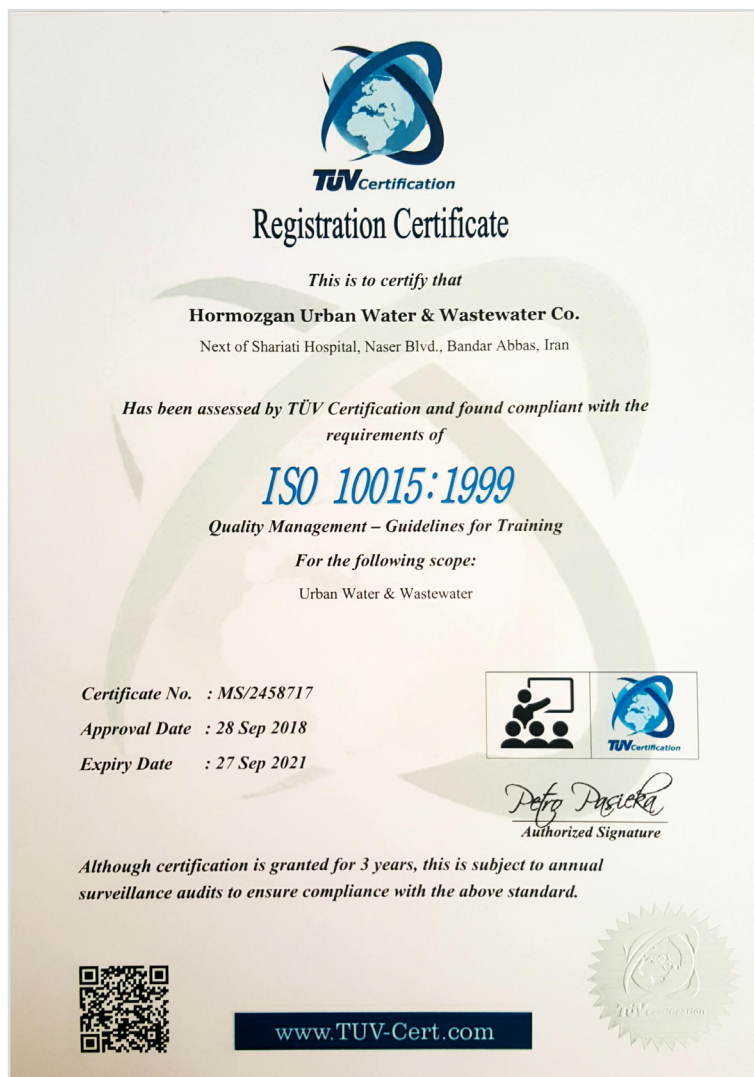 TÜV Certification
Registration Certificate
This is to certify that
Hormozgan Urban Water & Wastewater Co.
Next of Shariati Hospital, Naser Blvd., Bandar Abbas, Iran
Has been assessed by TÜV Certification and found compliant with the
requirements of
ISO 10015:1999
Quality Management – Guidelines for Training
For the following scope:
Urban Water & Wastewater
Certificate No. : MS/2458717
Approval Date : 28 Sep 2018
Expiry Date : 27 Sep 2021
TÜV Certification
Petro Pasieka
Authorized Signature
Although certification is granted for 3 years, this is subject to annual
surveillance audits to ensure compliance with the above standard.
TÜV Certification
www.TUV-Cert.com